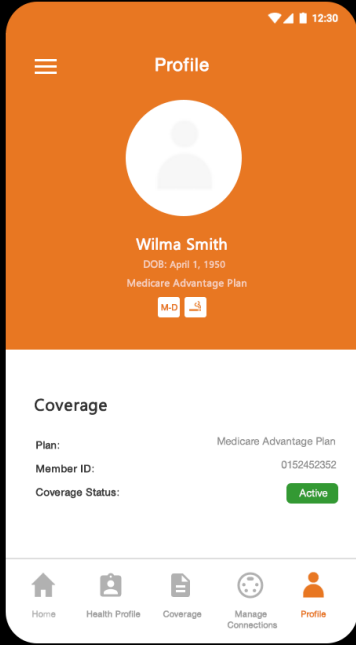 12:30
Profile
Wilma Smith
DOB: April 1, 1950
Medicare Advantage Plan
M-D
Coverage
Plan: Medicare Advantage Plan
Member ID: 0152452352
Coverage Status: Active
Home Health Profile Coverage Manage Connections Profile